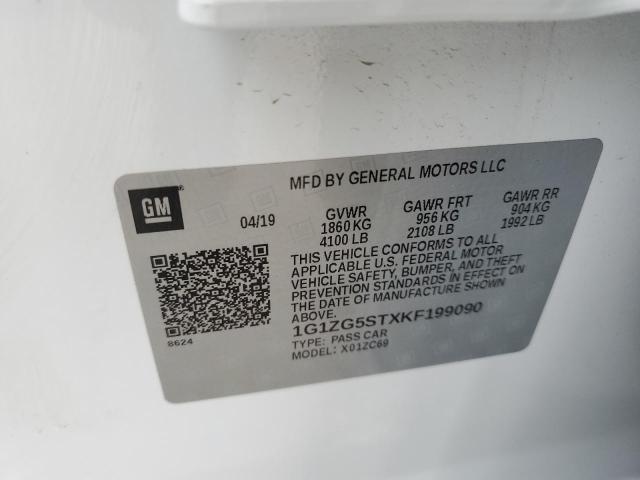 MFD BY GENERAL MOTORS LLC
GM
04/19
GVWR
1860 KG
4100 LB
GAWR FRT
956 KG
2108 LB
GAWR RR
904 KG
1992 LB
THIS VEHICLE CONFORMS TO ALL
APPLICABLE U.S. FEDERAL MOTOR
VEHICLE SAFETY, BUMPER, AND THEFT
PREVENTION STANDARDS IN EFFECT ON
THE DATE OF MANUFACTURE SHOWN
ABOVE.
8624
1G1ZG5STXKF199090
TYPE: PASS CAR
MODEL: X01ZC69